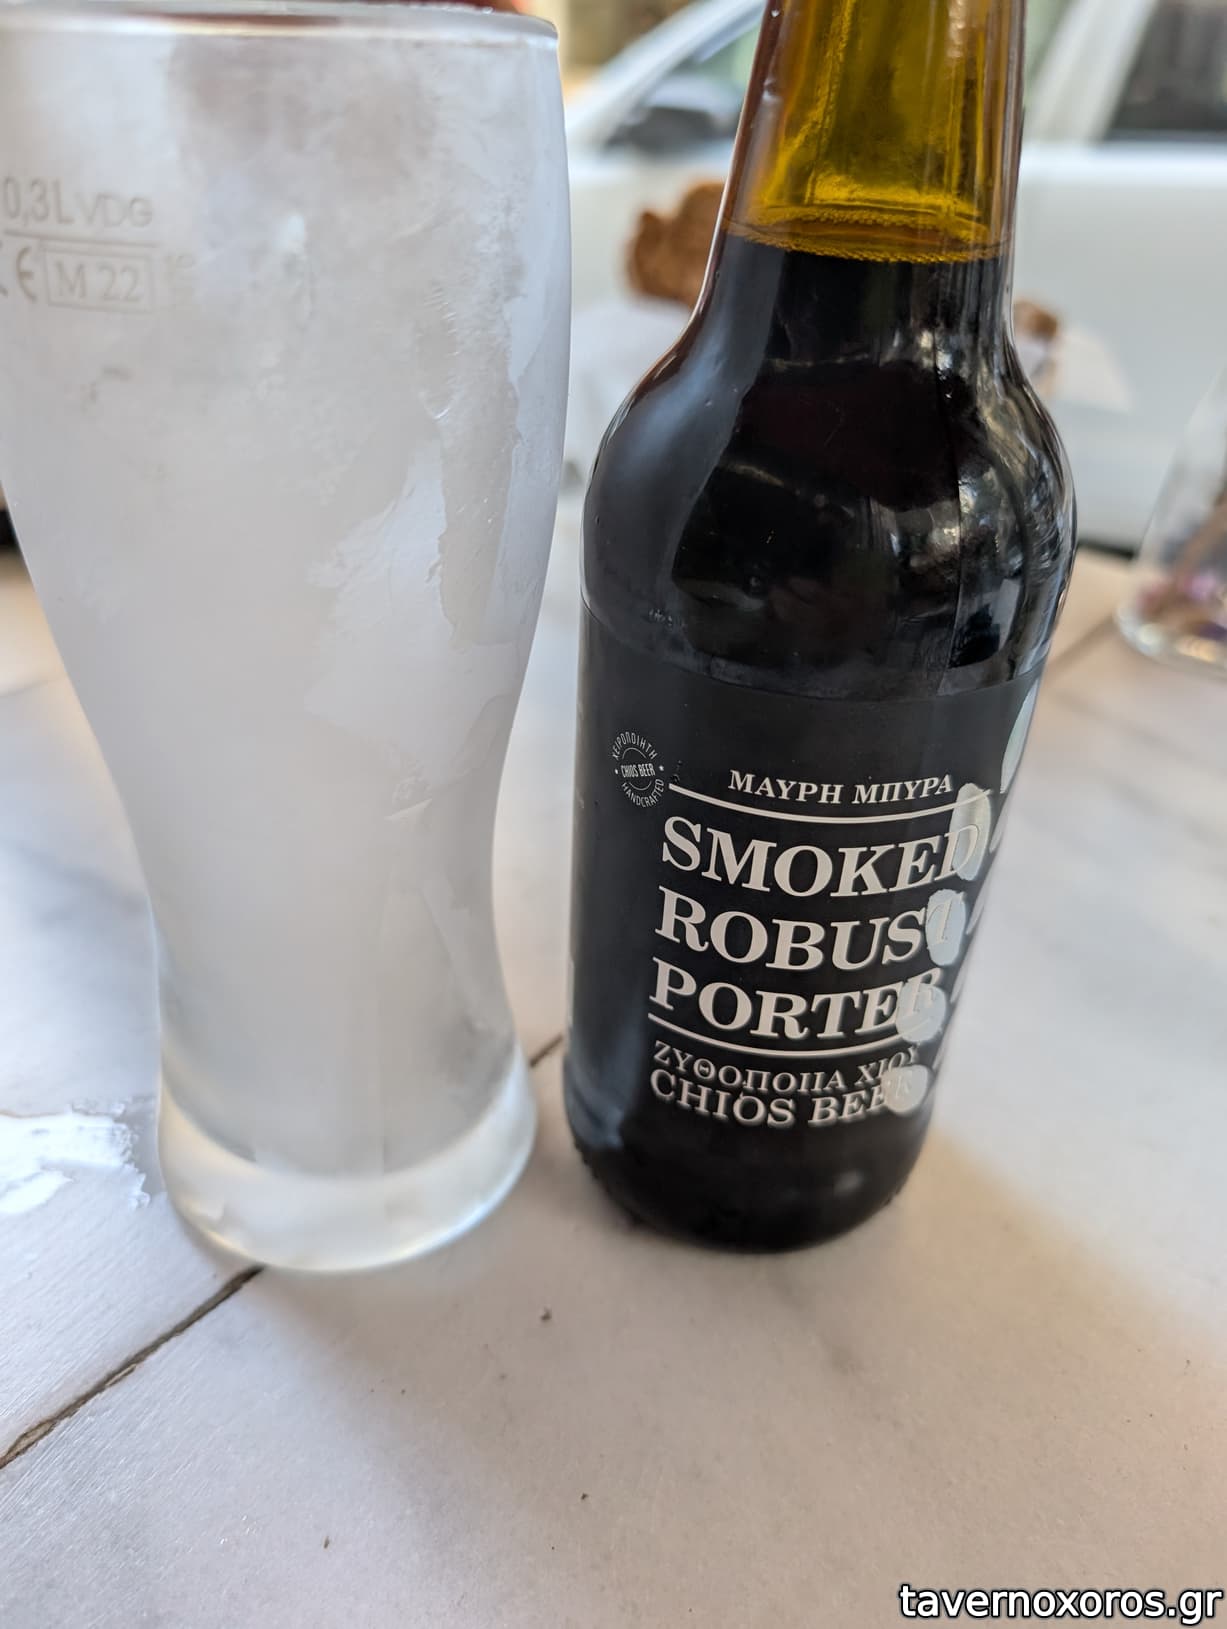 0,3L VDG
CE M 22
ΧΕΙΡΟΠΟΙΗΤΗ
CHIOS BEER
HANDCRAFTED
ΜΑΥΡΗ ΜΠΥΡΑ
SMOKED
ROBUST
PORTER
ΖΥΘΟΠΟΙΙΑ ΧΙΟΥ
CHIOS BEER
tavernoxoros.gr